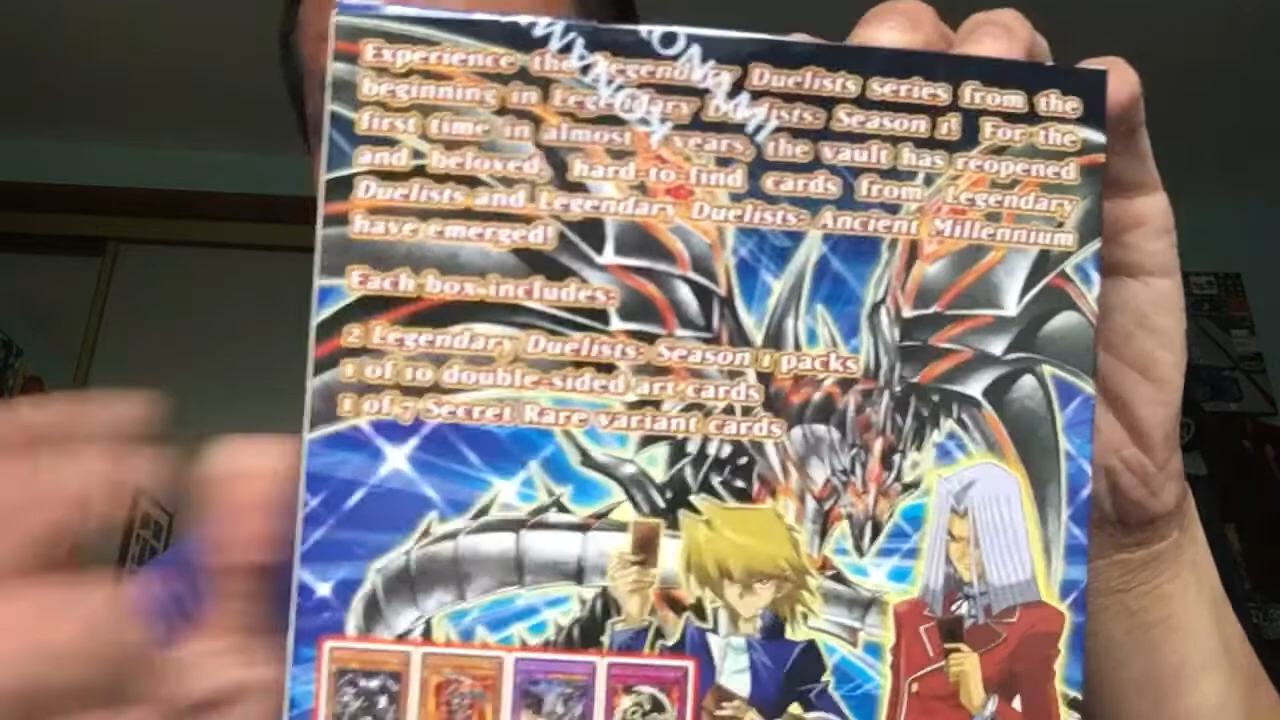 KONAMI
KONAMI
Experience the Legendary Duelists series from the
beginning in Legendary Duelists: Season 1! For the
first time in almost years, the vault has reopened
and beloved, hard-to-find cards from Legendary
Duelists and Legendary Duelists: Ancient Millennium
have emerged!
Each box includes:
2 Legendary Duelists: Season 1 packs
1 of 10 double-sided art cards
1 of 7 Secret Rare variant cards